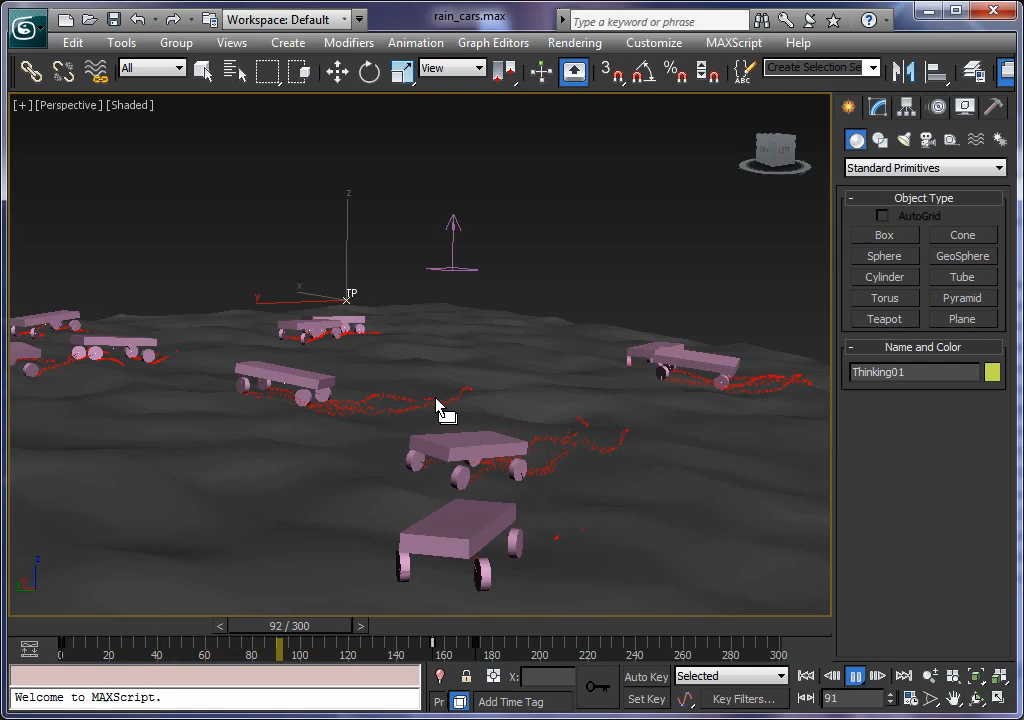 Workspace: Default
rain_cars.max
Type a keyword or phrase
Edit Tools Group Views Create Modifiers Animation Graph Editors Rendering Customize MAXScript Help
All
View
3
%
ABC
Create Selection Se
[+] [Perspective] [Shaded]
Standard Primitives
- Object Type
AutoGrid
Box Cone
Sphere GeoSphere
Cylinder Tube
Torus Pyramid
Teapot Plane
- Name and Color
Thinking01
z
x
y
TP
z
< 92 / 300 >
0 20 40 60 80 100 120 140 160 180 200 220 240 260 280 300
X:
Auto Key
Selected
Welcome to MAXScript.
Pr
Add Time Tag
Set Key
Key Filters...
91